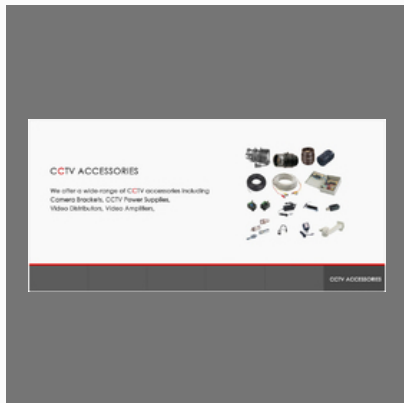 CCTV ACCESSORIES
We offer a wide range of CCTV accessories including
Camera Brackets, CCTV Power Supplies,
Video Distributors, Video Amplifiers,
CCTV ACCESSORIES